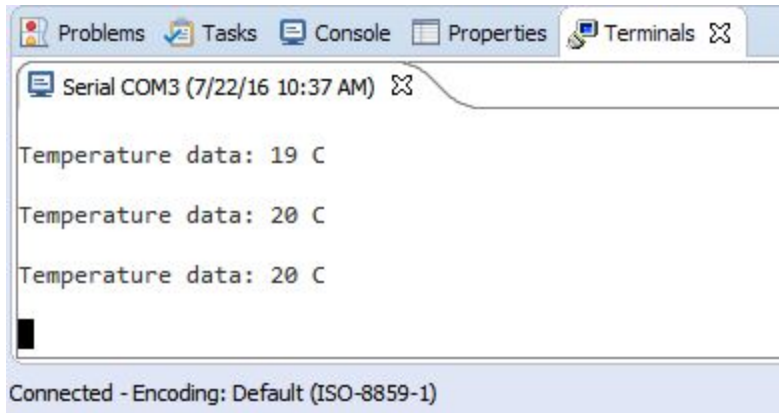 Problems Tasks Console Properties Terminals
Serial COM3 (7/22/16 10:37 AM)
Temperature data: 19 C
Temperature data: 20 C
Temperature data: 20 C
Connected - Encoding: Default (ISO-8859-1)